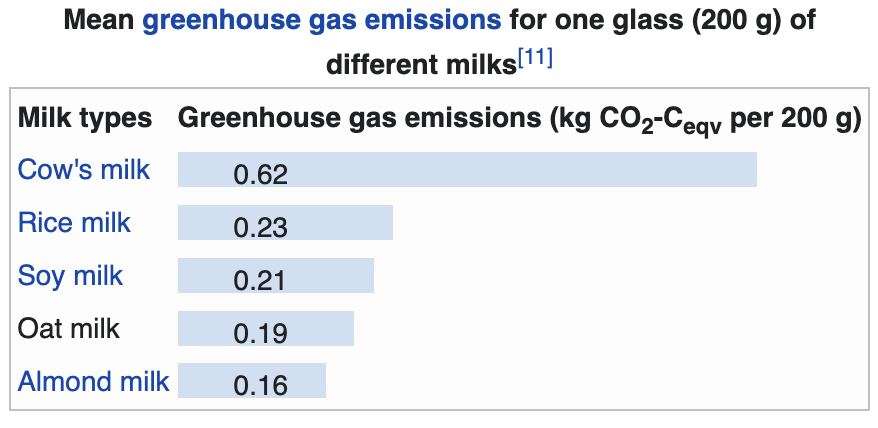 Mean greenhouse gas emissions for one glass (200 g) of
different milks[11]
Milk types Greenhouse gas emissions (kg CO₂-Ceqv per 200 g)
Cow's milk 0.62
Rice milk 0.23
Soy milk 0.21
Oat milk 0.19
Almond milk 0.16